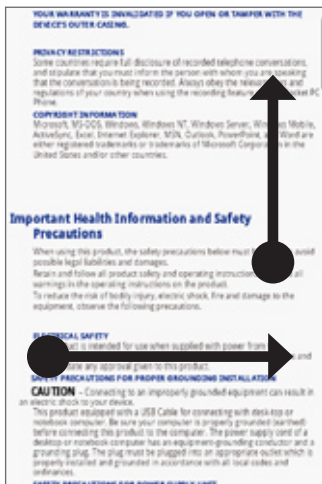 YOUR WARRANTY IS INVALIDATED IF YOU OPEN OR TAMPER WITH THE
DEVICE'S OUTER CASING.
PRIVACY RESTRICTIONS
Some countries require full disclosure of recorded telephone conversations,
and stipulate that you must inform the person with whom you are speaking
that the conversation is being recorded. Always obey the relevant and
regulations of your country when using the recording feature PC
Phone.
COPYRIGHT INFORMATION
Microsoft, MS-DOS, Windows, Windows NT, Windows Server, Mobile,
ActiveSync, Excel, Internet Explorer, MSN, Outlook, PowerPoint, Word are
either registered trademarks or trademarks of Microsoft Corporation in the
United States and/or other countries.
Important Health Information and Safety
Precautions
When using this product, the safety precautions below must avoid
possible legal liabilities and damages.
Retain and follow all product safety and operating all
warnings in the operating instructions on the product.
To reduce the risk of bodily injury, electric shock, fire and damage to the
equipment, observe the following precautions.
ELECTRICAL SAFETY
is intended for use when supplied with power from
and
any approval given to this product.
SAFETY PRECAUTIONS FOR PROPER GROUNDING INSTALLATION
CAUTION - Connecting to an improperly grounded equipment can result in
an electric shock to your device.
This product equipped with a USB Cable for connecting with desk-top or
notebook computer. Be sure your computer is properly grounded (earthed)
before connecting this product to the computer. The power supply cord of a
desktop or notebook computer has an equipment-grounding conductor and a
grounding plug. The plug must be plugged into an appropriate outlet which is
properly installed and grounded in accordance with all local codes and
ordinances.
SAFETY PRECAUTIONS FOR POWER SUPPLY UNIT